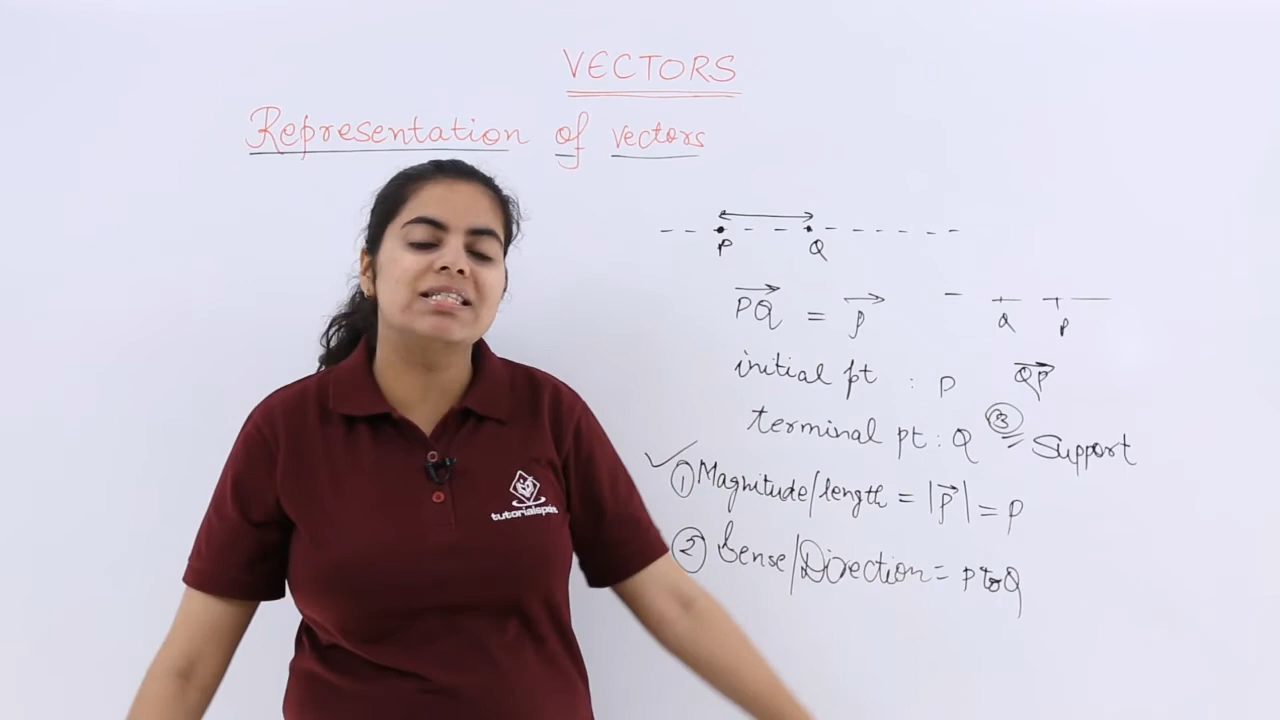 VECTORS
Representation of vectors
P Q
PQ = p
Q P
initial pt : P
QP
terminal pt : Q
③ Support
① Magnitude/length = |p| = p
② Sense/Direction = P to Q
tutorialspoint